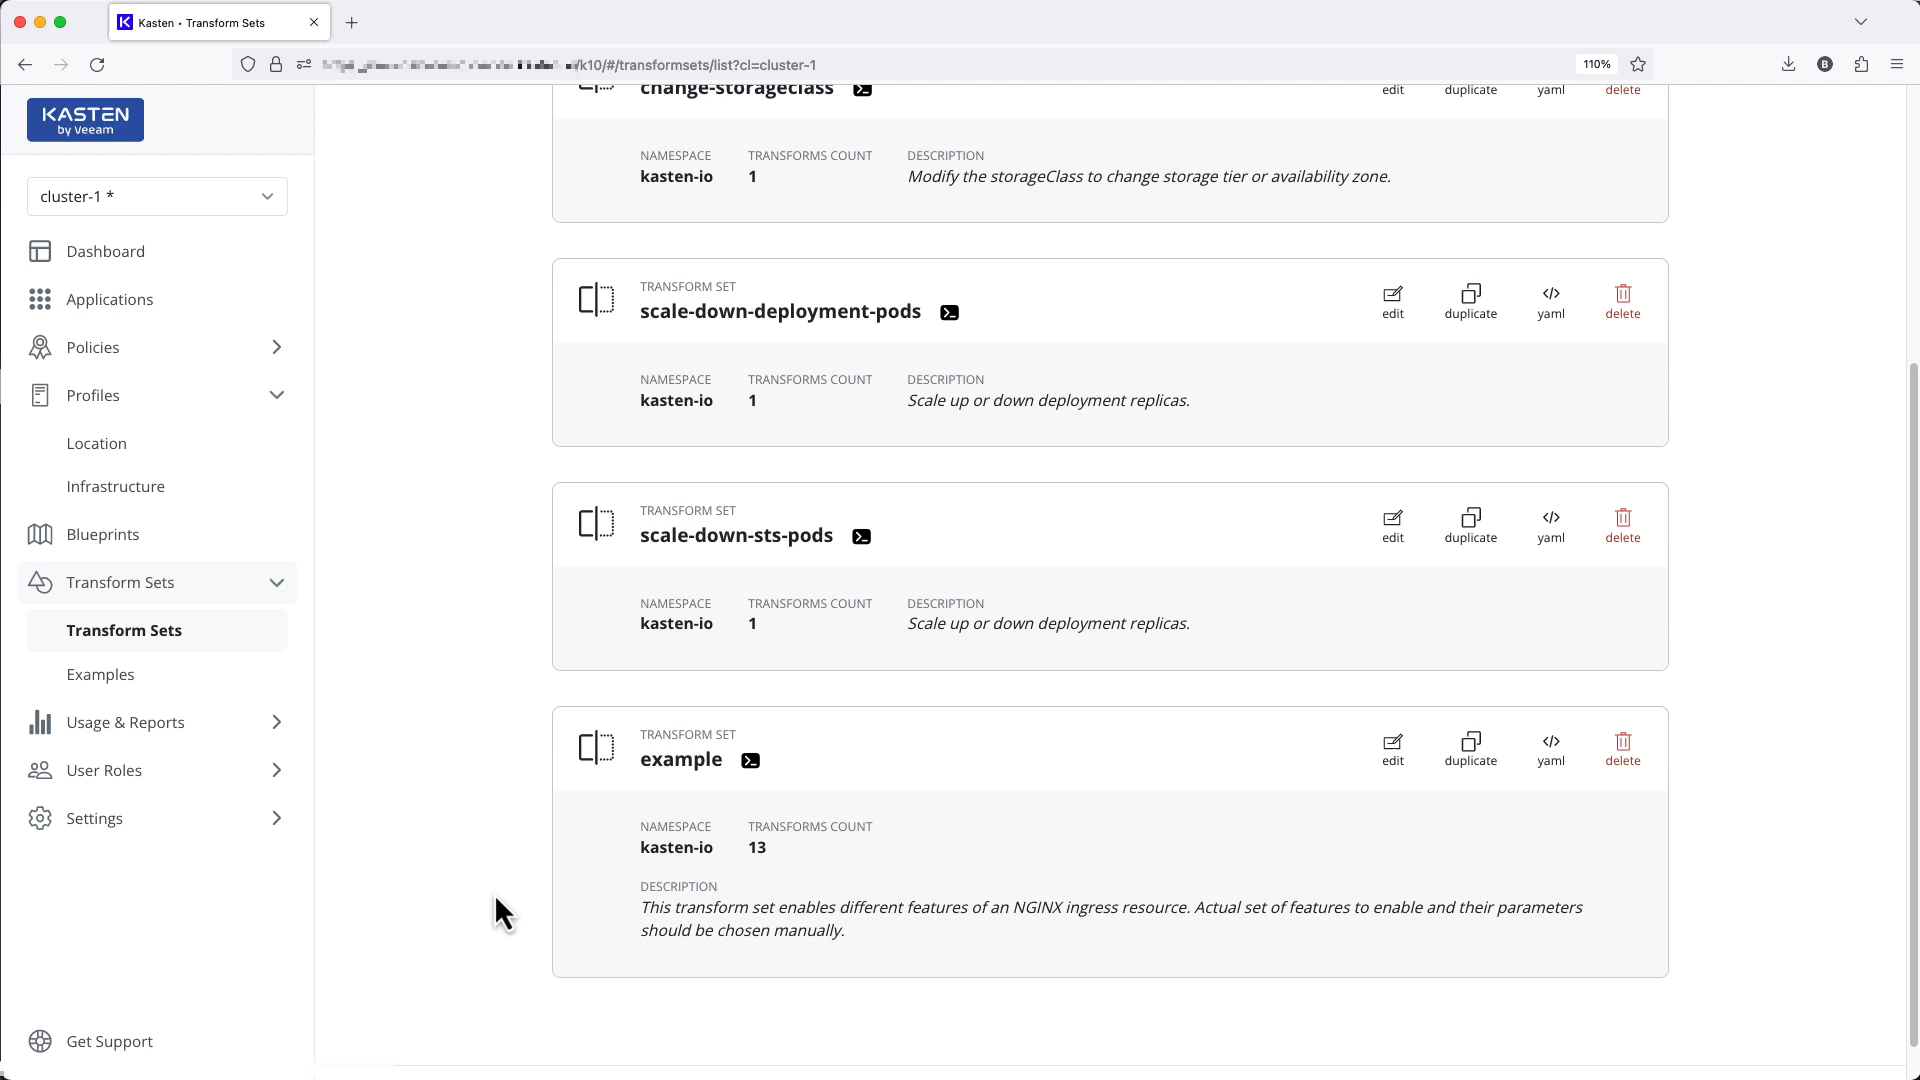 Kasten • Transform Sets
/k10/#/transformsets/list?cl=cluster-1
110%
B
KASTEN
by Veeam
cluster-1 *
Dashboard
Applications
Policies
Profiles
Location
Infrastructure
Blueprints
Transform Sets
Transform Sets
Examples
Usage & Reports
User Roles
Settings
Get Support
change-storageclass
edit
duplicate
yaml
delete
NAMESPACE
TRANSFORMS COUNT
DESCRIPTION
kasten-io
1
Modify the storageClass to change storage tier or availability zone.
TRANSFORM SET
scale-down-deployment-pods
edit
duplicate
yaml
delete
NAMESPACE
TRANSFORMS COUNT
DESCRIPTION
kasten-io
1
Scale up or down deployment replicas.
TRANSFORM SET
scale-down-sts-pods
edit
duplicate
yaml
delete
NAMESPACE
TRANSFORMS COUNT
DESCRIPTION
kasten-io
1
Scale up or down deployment replicas.
TRANSFORM SET
example
edit
duplicate
yaml
delete
NAMESPACE
TRANSFORMS COUNT
kasten-io
13
DESCRIPTION
This transform set enables different features of an NGINX ingress resource. Actual set of features to enable and their parameters
should be chosen manually.